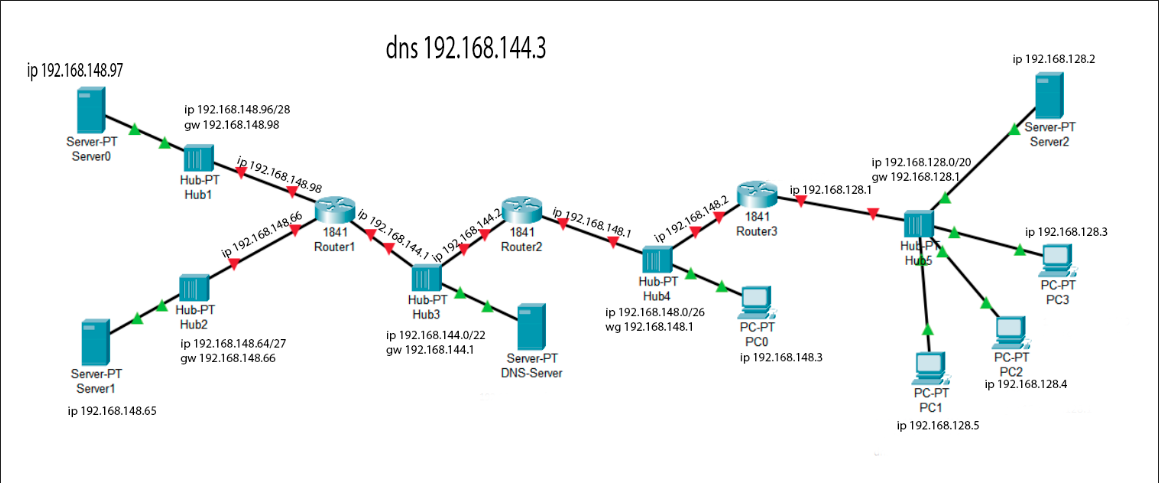 dns 192.168.144.3
ip 192.168.148.97
Server-PT
Server0
ip 192.168.148.96/28
gw 192.168.148.98
Hub-PT
Hub1
ip 192.168.148.98
ip 192.168.148.66
1841
Router1
Hub-PT
Hub2
ip 192.168.148.64/27
gw 192.168.148.66
Server-PT
Server1
ip 192.168.148.65
ip 192.168.144.1
ip 192.168.144.2
Hub-PT
Hub3
ip 192.168.144.0/22
gw 192.168.144.1
Server-PT
DNS-Server
1841
Router2
ip 192.168.148.1
ip 192.168.148.2
Hub-PT
Hub4
ip 192.168.148.0/26
wg 192.168.148.1
PC-PT
PC0
ip 192.168.148.3
1841
Router3
ip 192.168.128.1
ip 192.168.128.0/20
gw 192.168.128.1
Hub-PT
Hub5
ip 192.168.128.2
Server-PT
Server2
ip 192.168.128.3
PC-PT
PC3
PC-PT
PC2
ip 192.168.128.4
PC-PT
PC1
ip 192.168.128.5